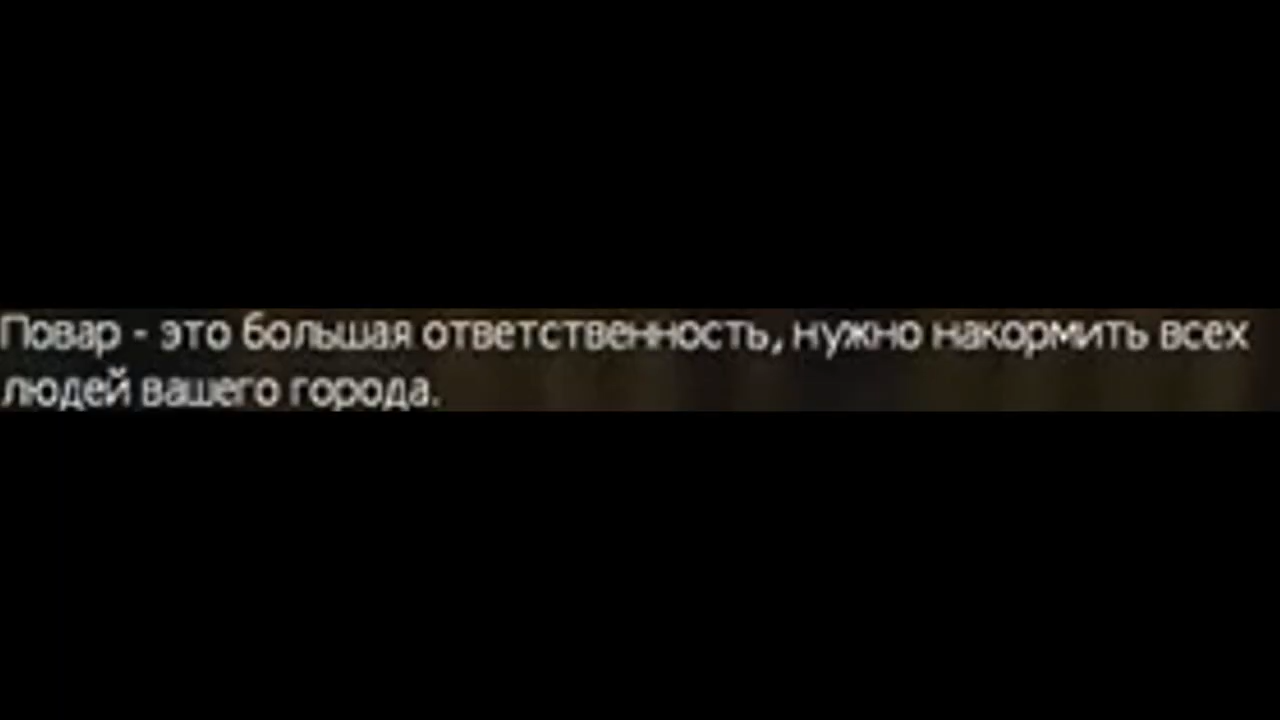 Повар - это большая ответственность, нужно накормить всех
людей вашего города.